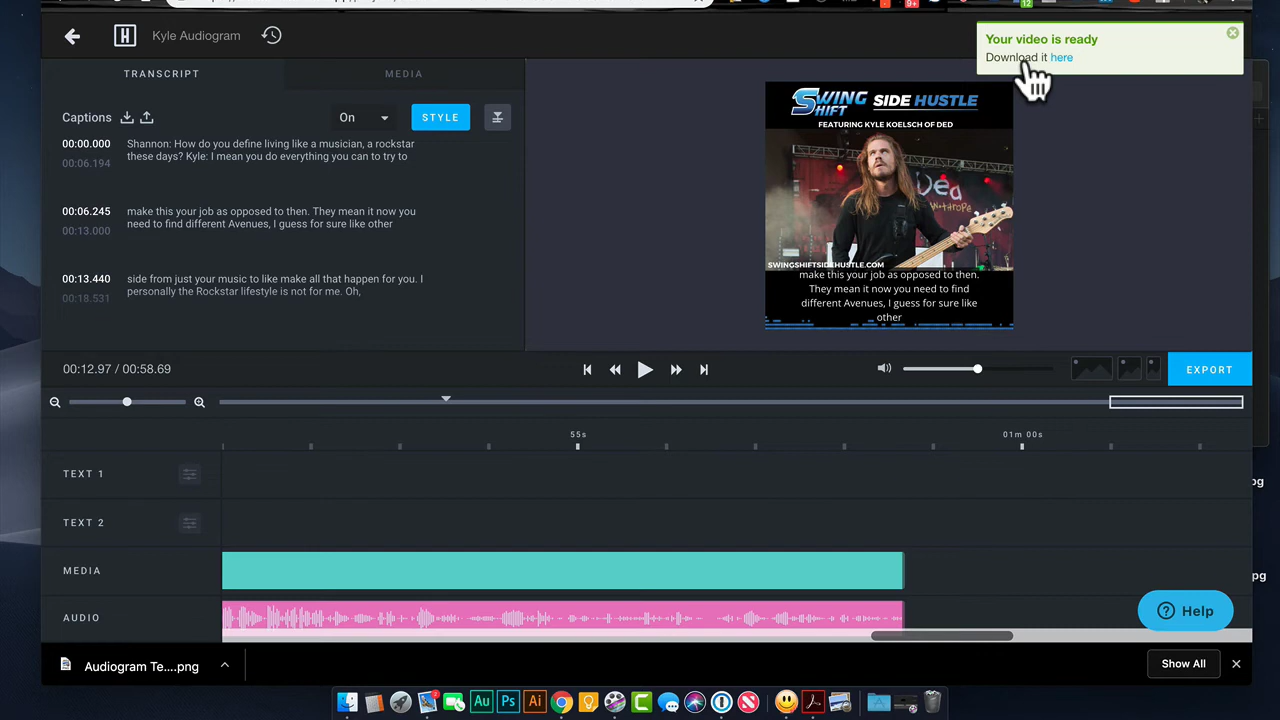 Kyle Audiogram
Your video is ready
Download it here
TRANSCRIPT
MEDIA
Captions
On
STYLE
00:00.000
00:06.194
Shannon: How do you define living like a musician, a rockstar
these days? Kyle: I mean you do everything you can to try to
00:06.245
00:13.000
make this your job as opposed to then. They mean it now you
need to find different Avenues, I guess for sure like other
00:13.440
00:18.531
side from just your music to like make all that happen for you. I
personally the Rockstar lifestyle is not for me. Oh,
SWING
SHIFT
SIDE HUSTLE
FEATURING KYLE KOELSCH OF DED
SWINGSHIFTSIDEHUSTLE.COM
make this your job as opposed to then.
They mean it now you need to find
different Avenues, I guess for sure like
other
00:12.97 / 00:58.69
EXPORT
55s
01m 00s
TEXT 1
TEXT 2
MEDIA
AUDIO
Help
Audiogram Te....png
Show All
Au
Ps
Ai